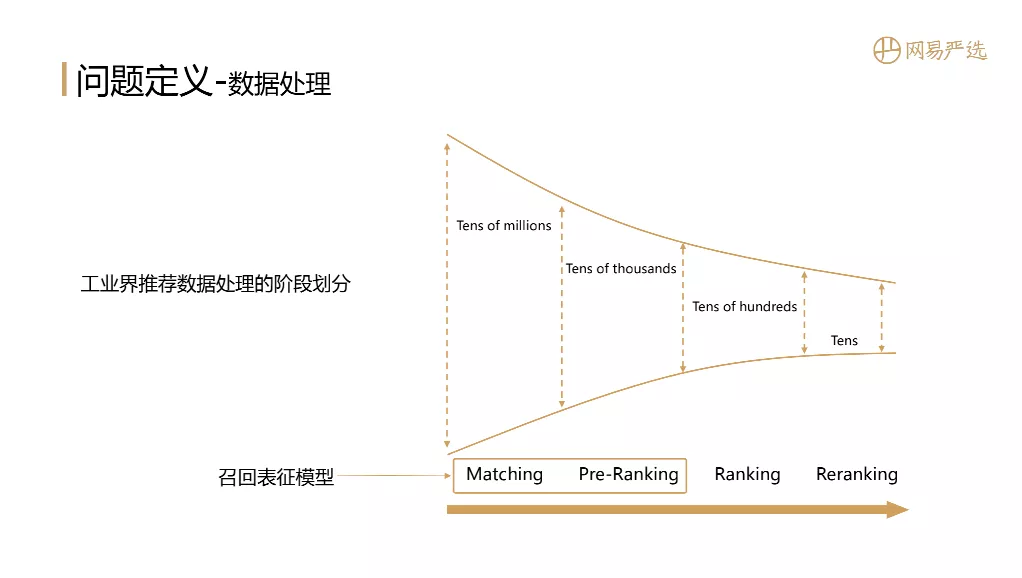 网易严选
问题定义-数据处理
Tens of millions
Tens of thousands
工业界推荐数据处理的阶段划分
Tens of hundreds
Tens
召回表征模型
Matching Pre-Ranking Ranking Reranking